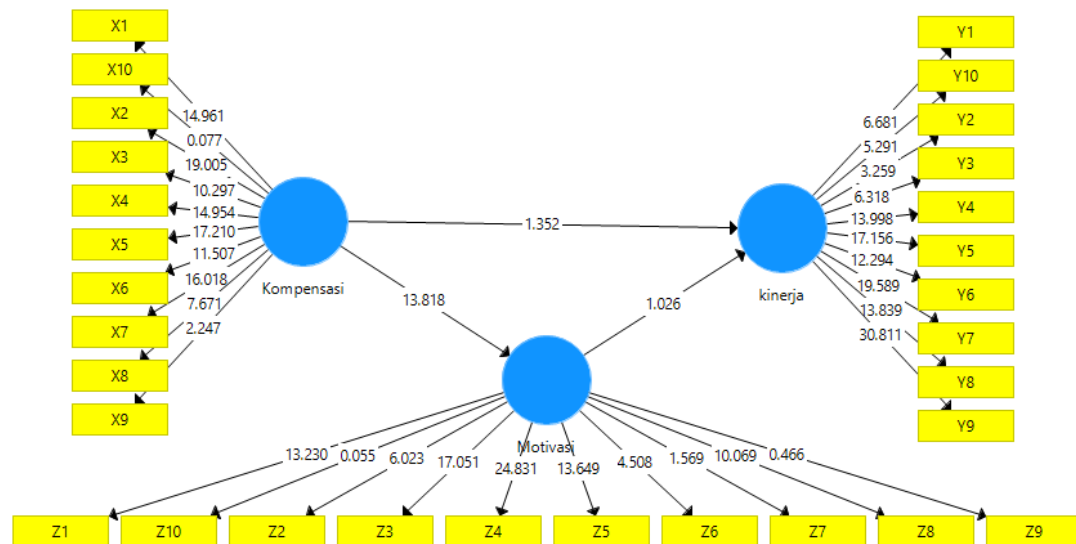 X1
X10
X2
X3
X4
X5
X6
X7
X8
X9
14.961
0.077
19.005
10.297
14.954
17.210
11.507
16.018
7.671
2.247
Kompensasi
1.352
13.818
1.026
kinerja
Motivasi
6.681
5.291
3.259
6.318
13.998
17.156
12.294
19.589
13.839
30.811
Y1
Y10
Y2
Y3
Y4
Y5
Y6
Y7
Y8
Y9
13.230
0.055
6.023
17.051
24.831
13.649
4.508
1.569
10.069
0.466
Z1
Z10
Z2
Z3
Z4
Z5
Z6
Z7
Z8
Z9